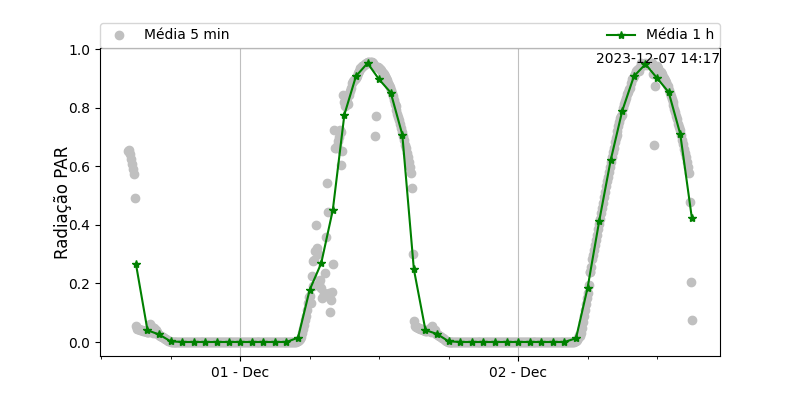 Média 5 min
Média 1 h
2023-12-07 14:17
Radiação PAR
1.0
0.8
0.6
0.4
0.2
0.0
01 - Dec
02 - Dec